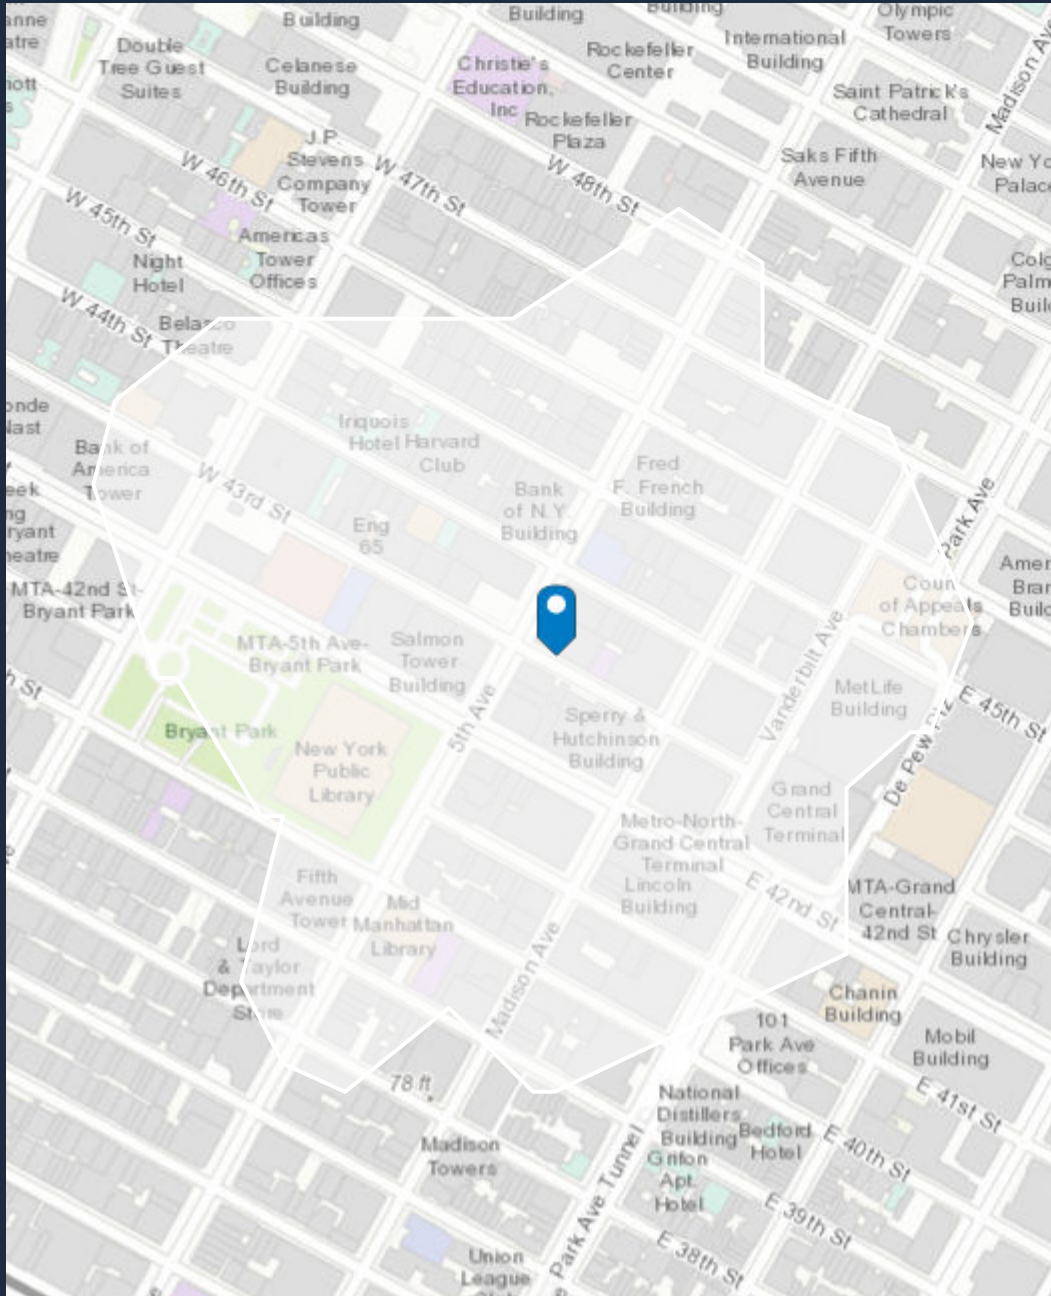 Building
Building
Olympic
Towers
Double
Tree Guest
Suites
Celanese
Building
Christie's
Education,
Inc
Rockefeller
Center
International
Building
Madison Ave
Saint Patrick's
Cathedral
Rockefeller
Plaza
J.P.
Stevens
Company
Tower
W 46th St
W 47th St
W 48th St
Saks Fifth
Avenue
W 45th St
Americas
Tower
Offices
Night
Hotel
W 44th St
Belasco
Theatre
Iriquois
Hotel
Harvard
Club
Bank of
America
Tower
W 43rd St
Fred
F. French
Building
Bank
of N.Y.
Building
Eng
65
Park Ave
MTA-42nd St-
Bryant Park
Court
of Appeals
Chambers
MTA-5th Ave-
Bryant Park
Salmon
Tower
Building
Vanderbilt Ave
MetLife
Building
E 45th St
5th Ave
Bryant Park
New York
Public
Library
Sperry &
Hutchinson
Building
De Pew Plz
Grand
Central
Terminal
Metro-North-
Grand Central
Terminal
Lincoln
Building
E 42nd St
MTA-Grand
Central-
42nd St
Chrysler
Building
Fifth
Avenue
Tower
Mid
Manhattan
Library
Lord
& Taylor
Department
Store
Madison Ave
Chanin
Building
101
Park Ave
Offices
Mobil
Building
78 ft
National
Distillers
Building
Bedford
Hotel
E 41st St
E 40th St
Madison
Towers
Grifon
Apt.
Hotel
Park Ave Tunnel
E 39th St
E 38th St
Union
League